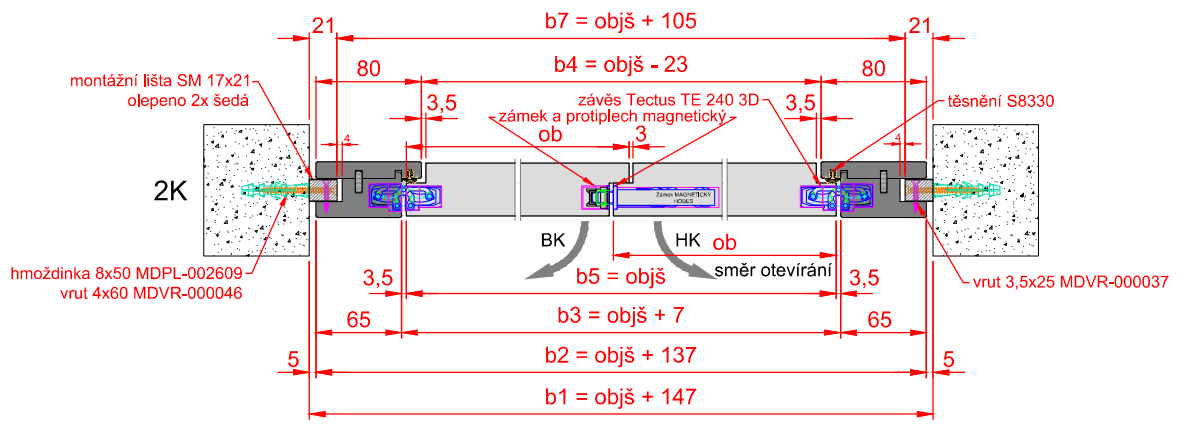 b7 = objš + 105
21
21
80
b4 = objš - 23
80
montážní lišta SM 17x21
olepeno 2x šedá
3,5
závěs Tectus TE 240 3D
3,5
těsnění S8330
zámek a protiplech magnetický
ob
3
4
4
2K
Zámek MAGNETICKÝ
HOBES
BK
HK
ob
směr otevírání
hmoždinka 8x50 MDPL-002609
vrut 4x60 MDVR-000046
3,5
b5 = objš
3,5
vrut 3,5x25 MDVR-000037
65
b3 = objš + 7
65
5
b2 = objš + 137
5
b1 = objš + 147